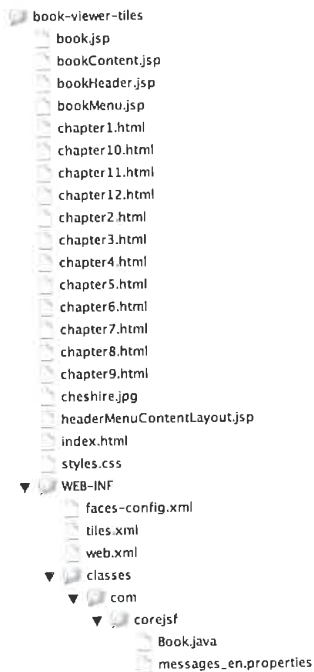 book-viewer-tiles
book.jsp
bookContent.jsp
bookHeader.jsp
bookMenu.jsp
chapter1.html
chapter10.html
chapter11.html
chapter12.html
chapter2.html
chapter3.html
chapter4.html
chapter5.html
chapter6.html
chapter7.html
chapter8.html
chapter9.html
cheshire.jpg
headerMenuContentLayout.jsp
index.html
styles.css
WEB-INF
faces-config.xml
tiles.xml
web.xml
classes
com
corejsf
Book.java
messages_en.properties